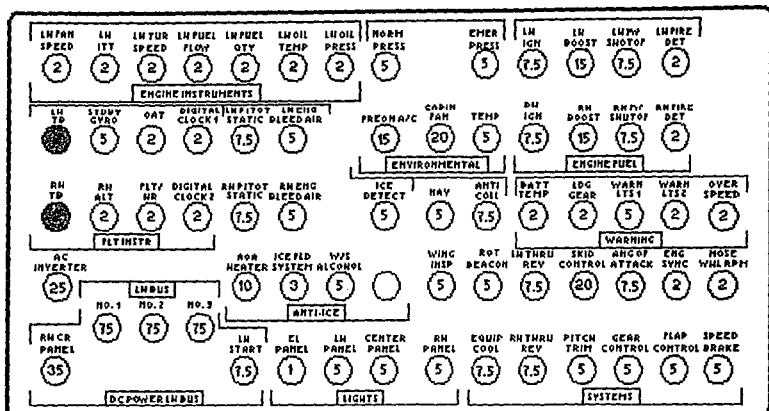 LH FAN SPEED LH ITT LH TUR SPEED LH FUEL FLOW LH FUEL QTY LH OIL TEMP LH OIL PRESS NORM PRESS EMER PRESS LH IGN LH BOOST LH F/W SHUTOF LH FIRE DET
2 2 2 2 2 2 2 5 5 7.5 15 7.5 2
ENGINE INSTRUMENTS
LH TD STDBY GYRO OAT DIGITAL CLOCK 1 LH PITOT STATIC LH ENG BLEED AIR FREON A/C CABIN FAN TEMP RH IGN RH BOOST RH F/W SHUTOF RH FIRE DET
5 2 2 7.5 5 15 20 5 7.5 15 7.5 2
ENVIRONMENTAL ENGINE FUEL
RH TD RH ALT FLT/HR DIGITAL CLOCK 2 RH PITOT STATIC RH ENG BLEED AIR ICE DETECT NAV ANTI COLL BATT TEMP LDG GEAR WARN LTS 1 WARN LTS 2 OVER SPEED
2 2 2 7.5 5 5 5 7.5 2 2 5 2 2
FLT INSTR WARNING
AC INVERTER AOA HEATER ICE FLD SYSTEM W/S ALCOHOL WING INSP ROT BEACON LH THRU REV SKID CONTROL ANG OF ATTACK ENG SYNC NOSE WHL RPM
25 10 3 5 5 5 7.5 20 7.5 2 2
LH BUS
NO. 1 NO. 2 NO. 3
75 75 75
ANTI-ICE
RH CR PANEL LH START EL PANEL LH PANEL CENTER PANEL RH PANEL EQUIP COOL RH THRU REV PITCH TRIM GEAR CONTROL FLAP CONTROL SPEED BRAKE
35 7.5 1 5 5 5 7.5 7.5 5 5 5 5
DC POWER LH BUS LIGHTS SYSTEMS